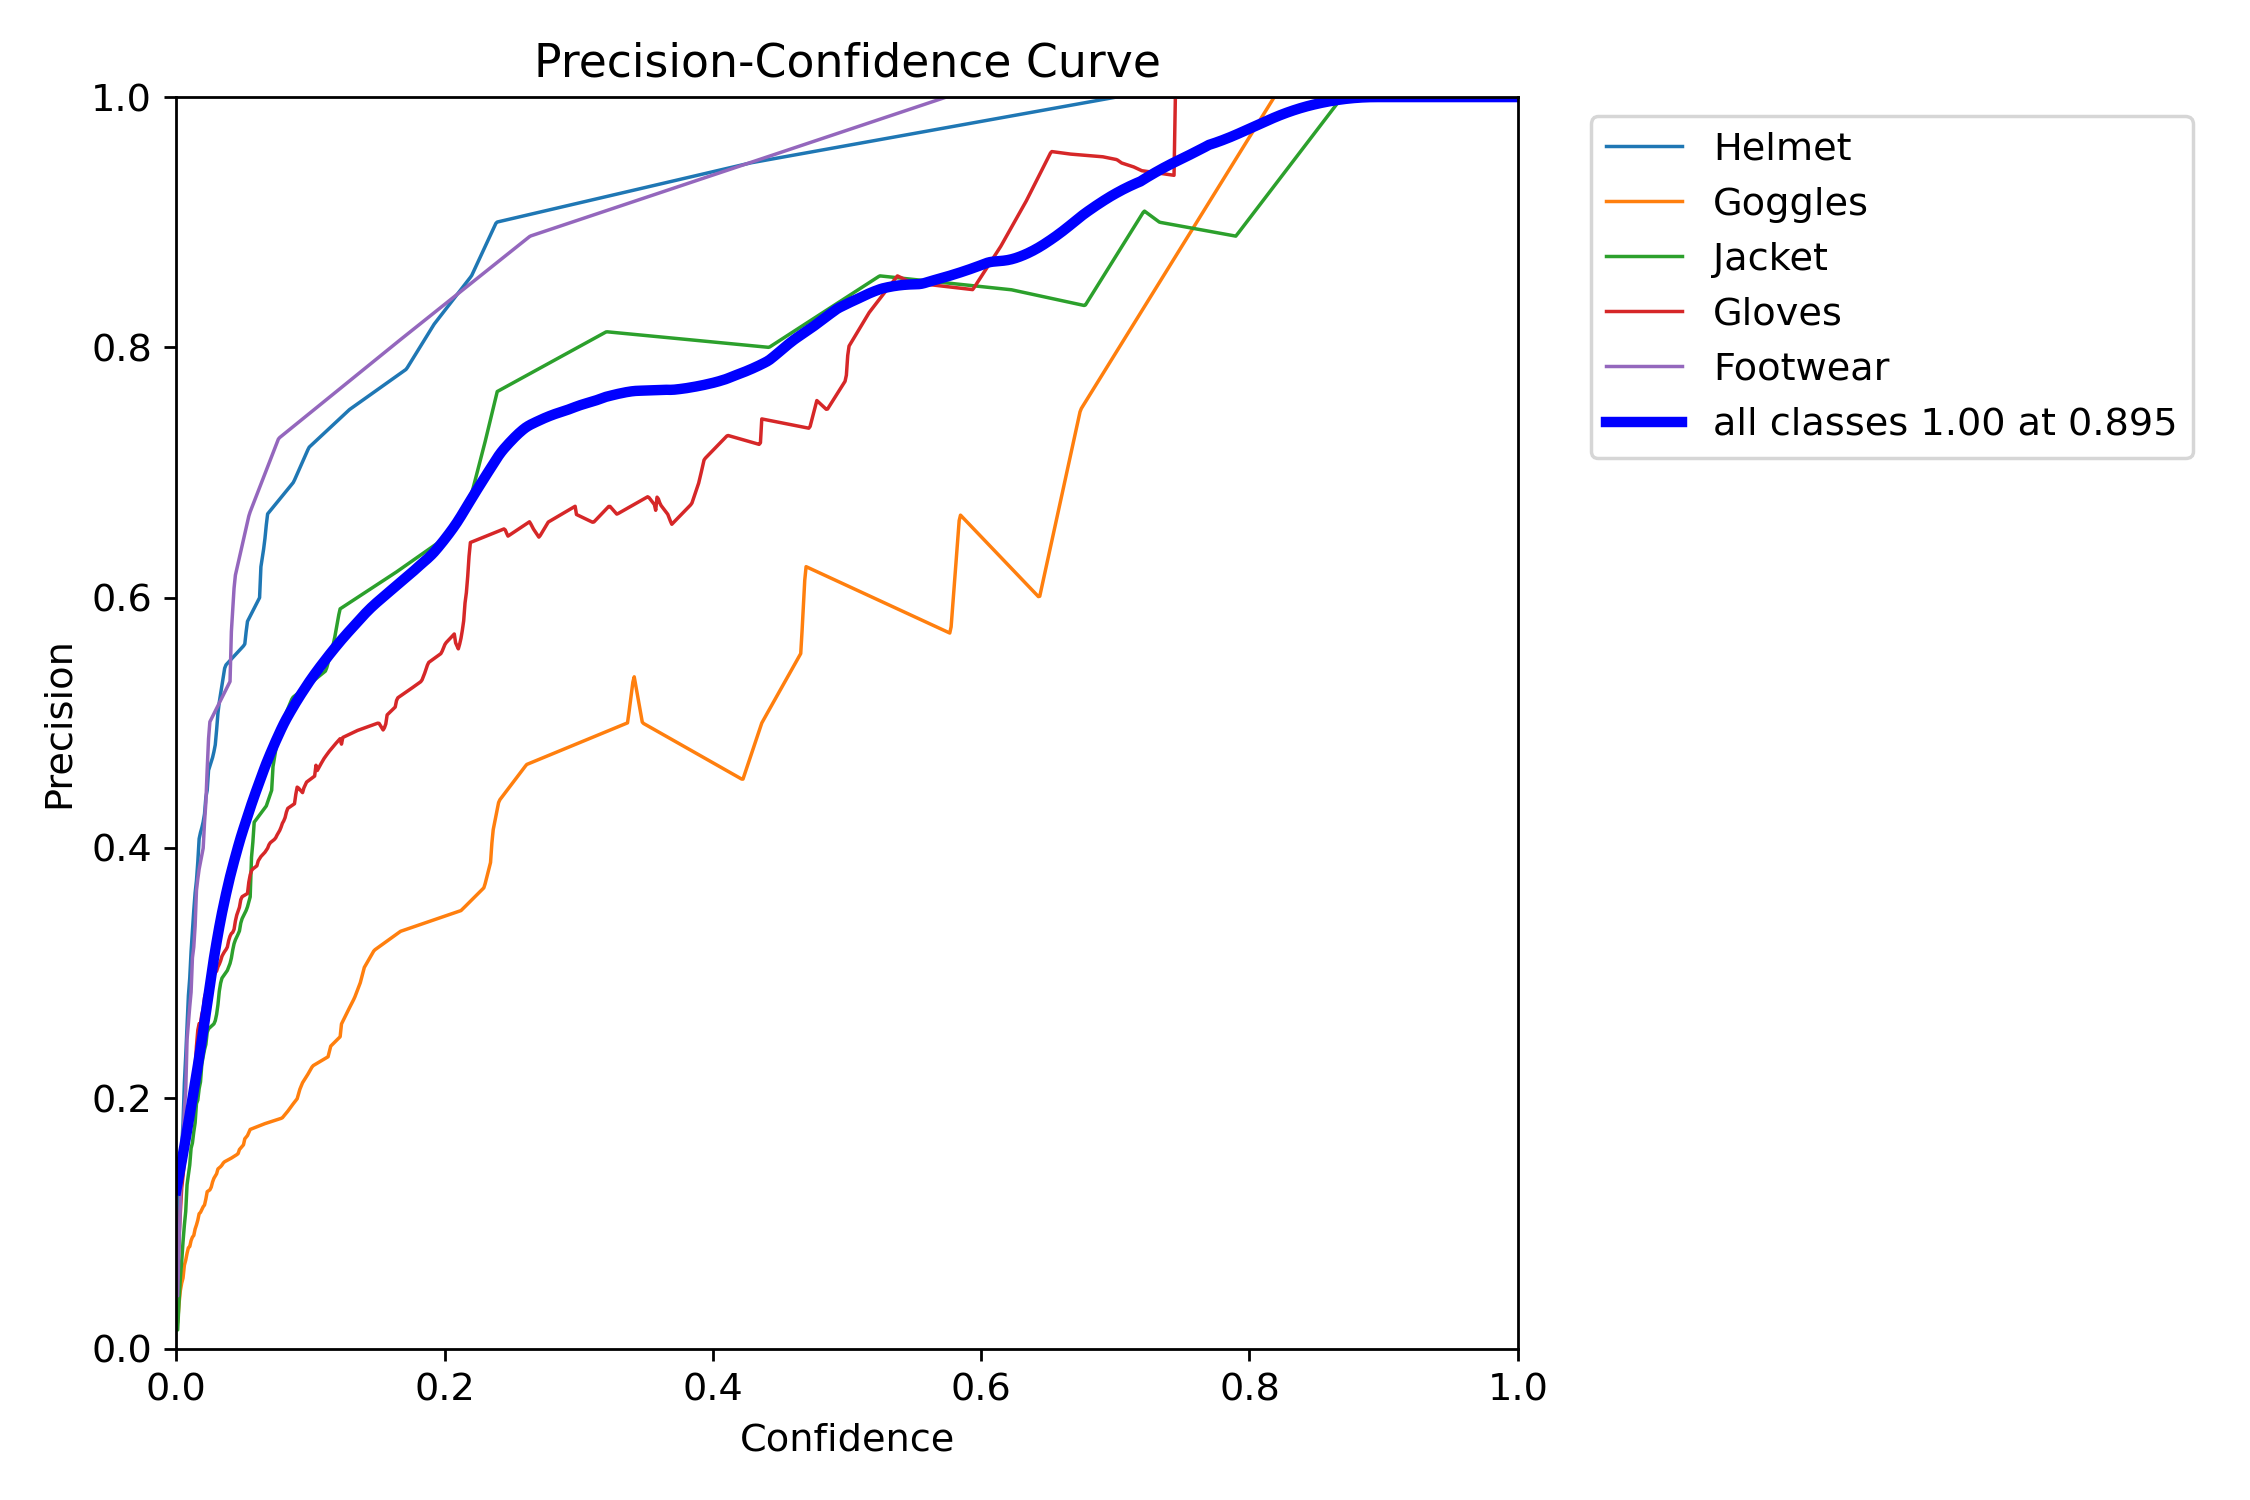 Precision-Confidence Curve
1.0
0.8
0.6
0.4
0.2
0.0
Precision
0.0 0.2 0.4 0.6 0.8 1.0
Confidence
Helmet
Goggles
Jacket
Gloves
Footwear
all classes 1.00 at 0.895